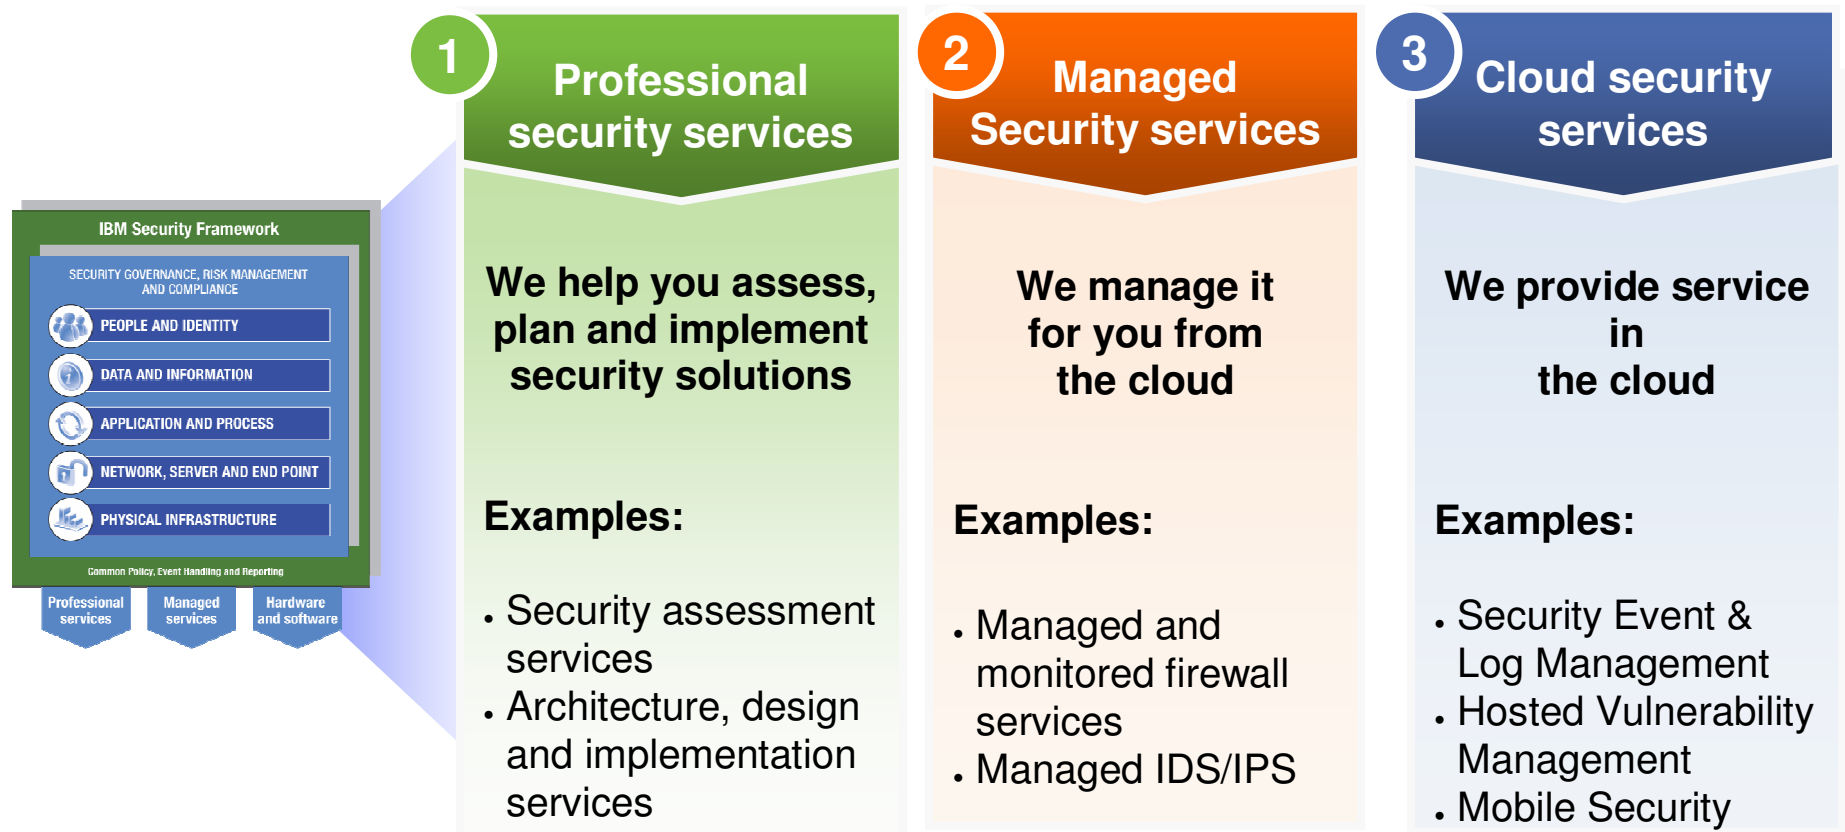 IBM Security Framework
SECURITY GOVERNANCE, RISK MANAGEMENT
AND COMPLIANCE
PEOPLE AND IDENTITY
DATA AND INFORMATION
APPLICATION AND PROCESS
NETWORK, SERVER AND END POINT
PHYSICAL INFRASTRUCTURE
Common Policy, Event Handling and Reporting
Professional
services
Managed
services
Hardware
and software
1
Professional
security services
We help you assess,
plan and implement
security solutions
Examples:
• Security assessment
services
• Architecture, design
and implementation
services
2
Managed
Security services
We manage it
for you from
the cloud
Examples:
• Managed and
monitored firewall
services
• Managed IDS/IPS
3
Cloud security
services
We provide service
in
the cloud
Examples:
• Security Event &
Log Management
• Hosted Vulnerability
Management
• Mobile Security